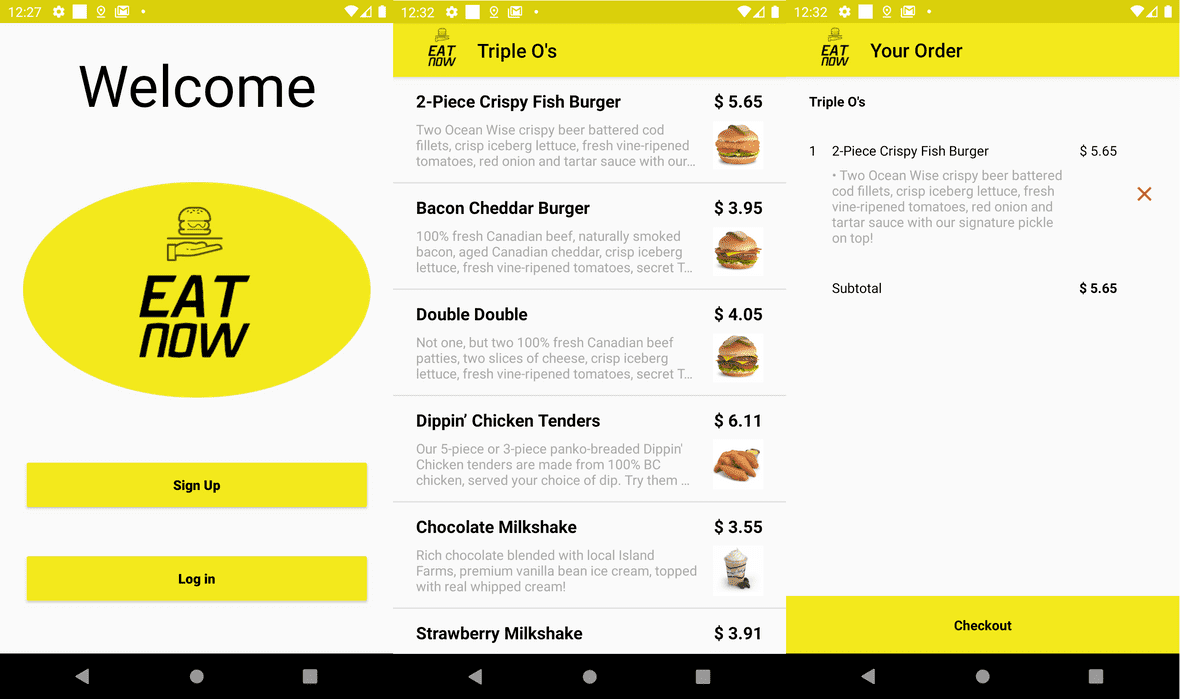 12:27
Welcome
EAT
NOW
Sign Up
Log in
12:32
EAT
NOW
Triple O's
2-Piece Crispy Fish Burger
$ 5.65
Two Ocean Wise crispy beer battered cod
fillets, crisp iceberg lettuce, fresh vine-ripened
tomatoes, red onion and tartar sauce with our…
Bacon Cheddar Burger
$ 3.95
100% fresh Canadian beef, naturally smoked
bacon, aged Canadian cheddar, crisp iceberg
lettuce, fresh vine-ripened tomatoes, secret T…
Double Double
$ 4.05
Not one, but two 100% fresh Canadian beef
patties, two slices of cheese, crisp iceberg
lettuce, fresh vine-ripened tomatoes, secret T…
Dippin’ Chicken Tenders
$ 6.11
Our 5-piece or 3-piece panko-breaded Dippin'
Chicken tenders are made from 100% BC
chicken, served your choice of dip. Try them …
Chocolate Milkshake
$ 3.55
Rich chocolate blended with local Island
Farms, premium vanilla bean ice cream, topped
with real whipped cream!
Strawberry Milkshake
$ 3.91
12:32
EAT
NOW
Your Order
Triple O's
1 2-Piece Crispy Fish Burger
$ 5.65
• Two Ocean Wise crispy beer battered
cod fillets, crisp iceberg lettuce, fresh
vine-ripened tomatoes, red onion and
tartar sauce with our signature pickle
on top!
Subtotal
$ 5.65
Checkout